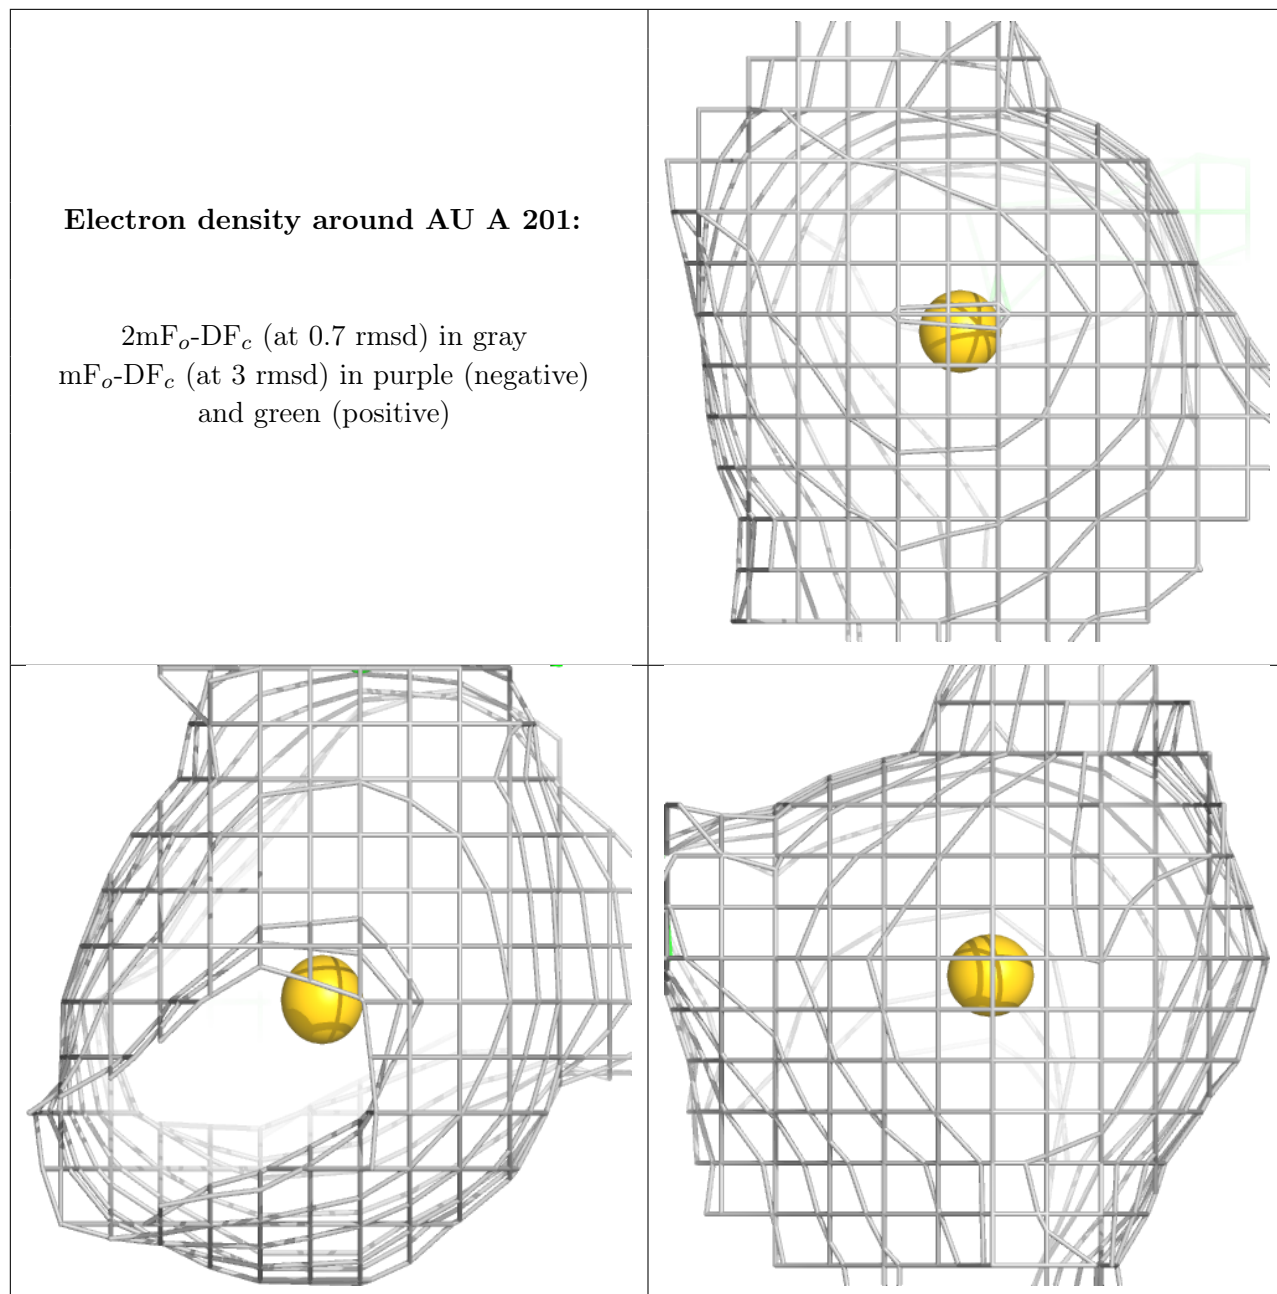 Electron density around AU A 201:
2mFₒ-DF𝒸 (at 0.7 rmsd) in gray
mFₒ-DF𝒸 (at 3 rmsd) in purple (negative)
and green (positive)